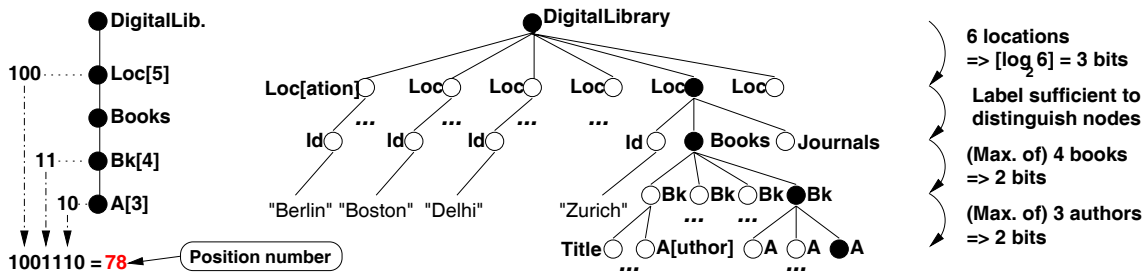 DigitalLib.
100
Loc[5]
Books
11
Bk[4]
10
A[3]
1001110 = 78
Position number
DigitalLibrary
Loc[ation] Loc Loc Loc Loc Loc
... ... ... ...
Id Id Id Id Books Journals
"Berlin" "Boston" "Delhi" "Zurich"
Bk Bk Bk Bk
... ...
Title A[uthor] A A A
... ...
6 locations
=> [log2 6] = 3 bits
Label sufficient to
distinguish nodes
(Max. of) 4 books
=> 2 bits
(Max. of) 3 authors
=> 2 bits